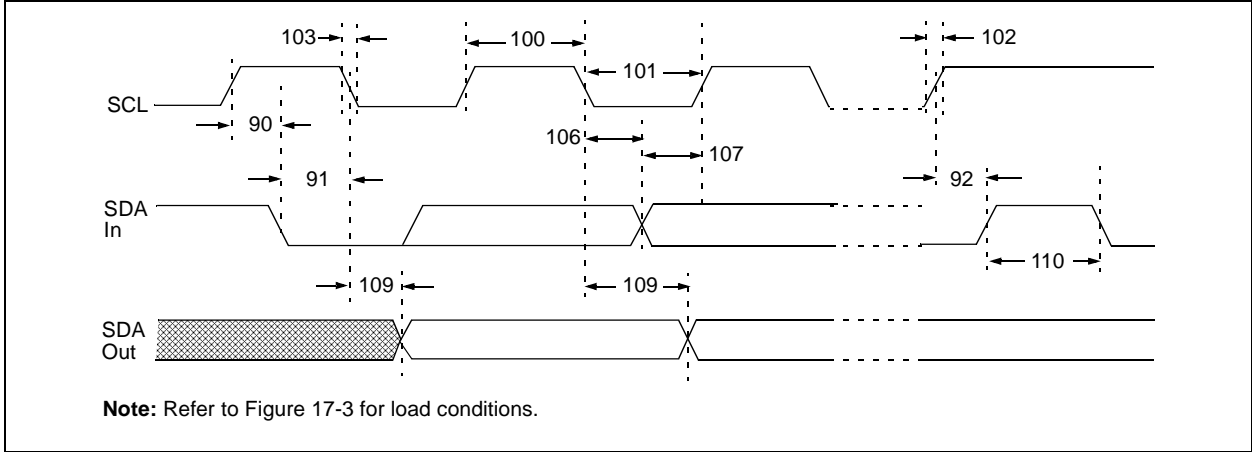 103
100
101
102
SCL
90
106
107
91
92
SDA
In
109
109
110
SDA
Out
Note: Refer to Figure 17-3 for load conditions.